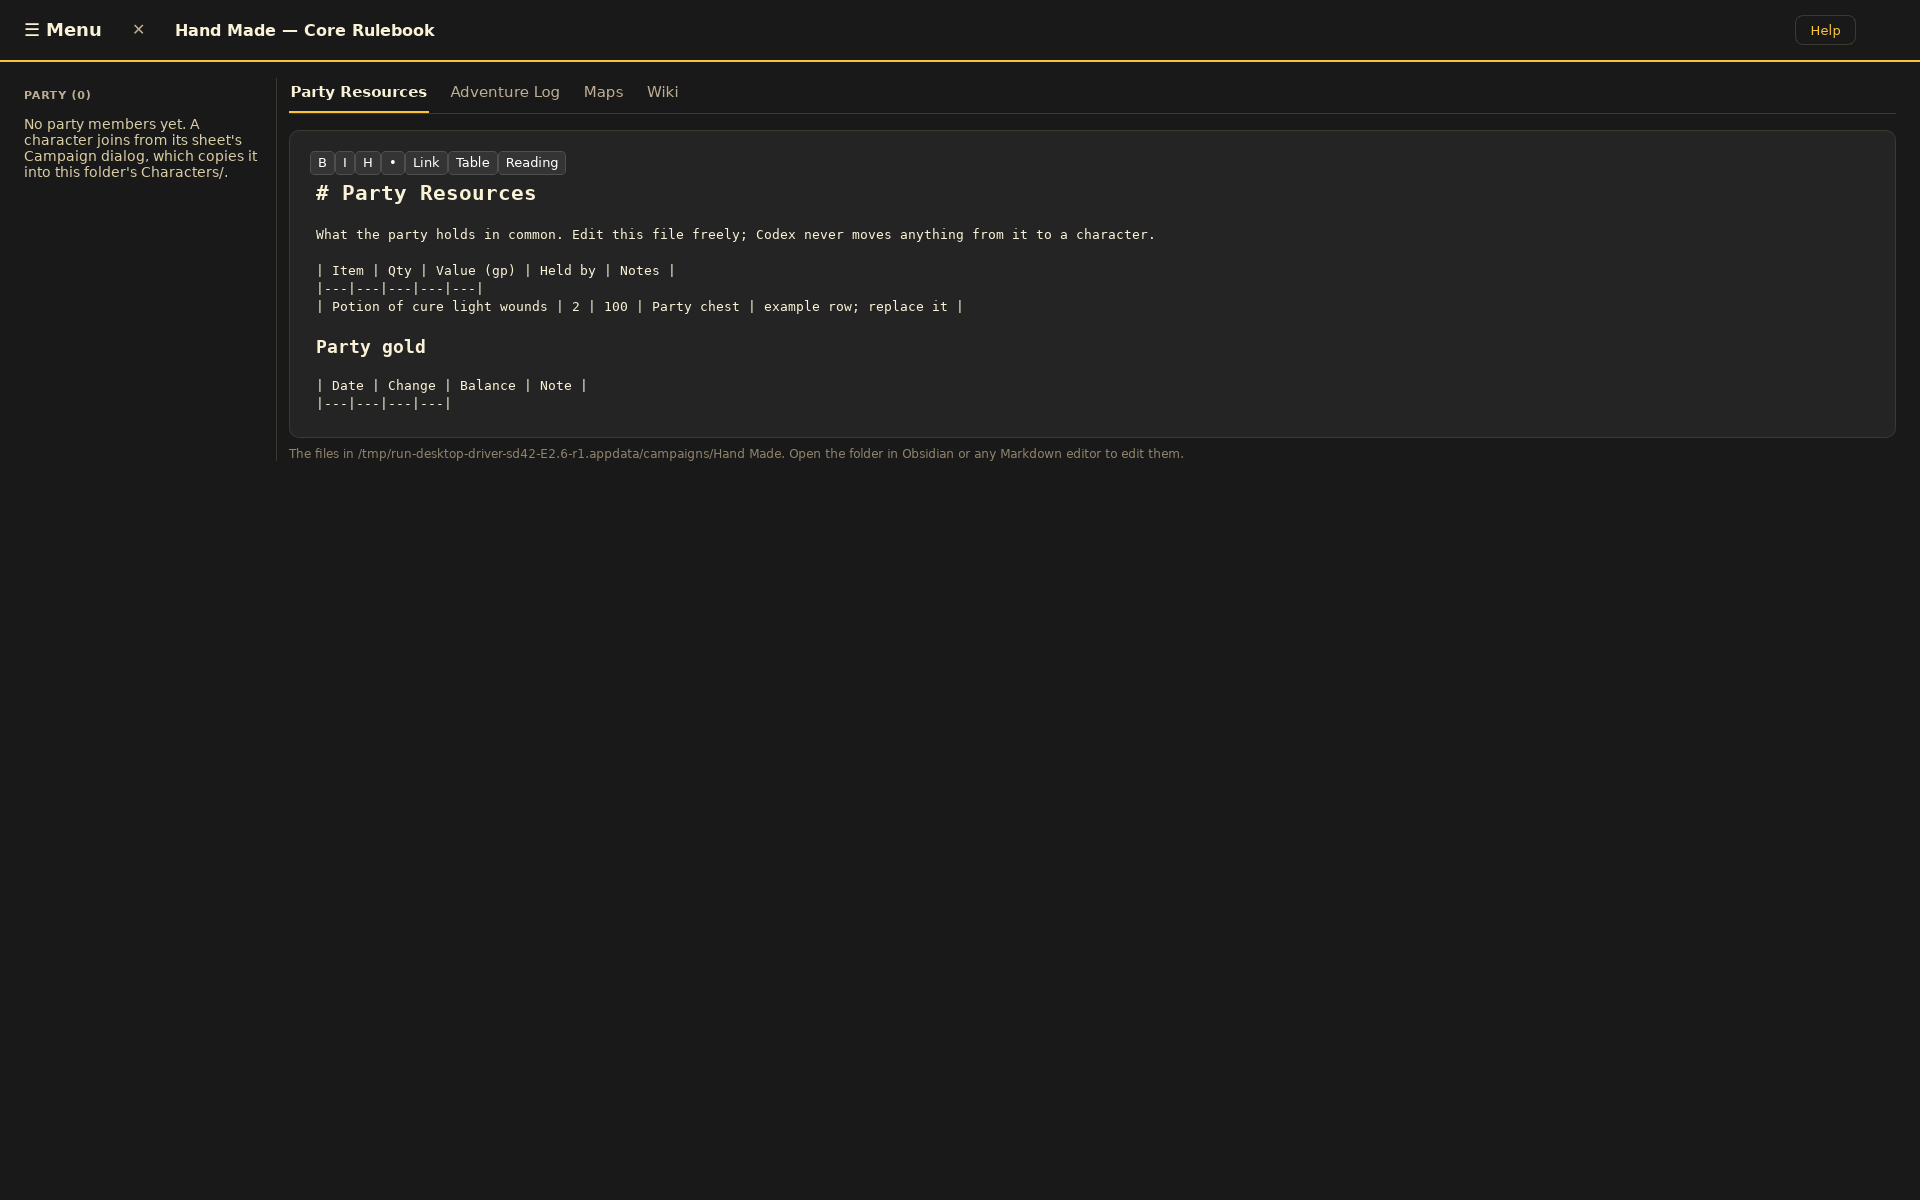 ☰ Menu ✕ Hand Made — Core Rulebook Help
PARTY (0)
No party members yet. A
character joins from its sheet's
Campaign dialog, which copies it
into this folder's Characters/.
Party Resources Adventure Log Maps Wiki
B I H • Link Table Reading
# Party Resources
What the party holds in common. Edit this file freely; Codex never moves anything from it to a character.
| Item | Qty | Value (gp) | Held by | Notes |
|---|---|---|---|---|
| Potion of cure light wounds | 2 | 100 | Party chest | example row; replace it |
Party gold
| Date | Change | Balance | Note |
|---|---|---|---|
The files in /tmp/run-desktop-driver-sd42-E2.6-r1.appdata/campaigns/Hand Made. Open the folder in Obsidian or any Markdown editor to edit them.